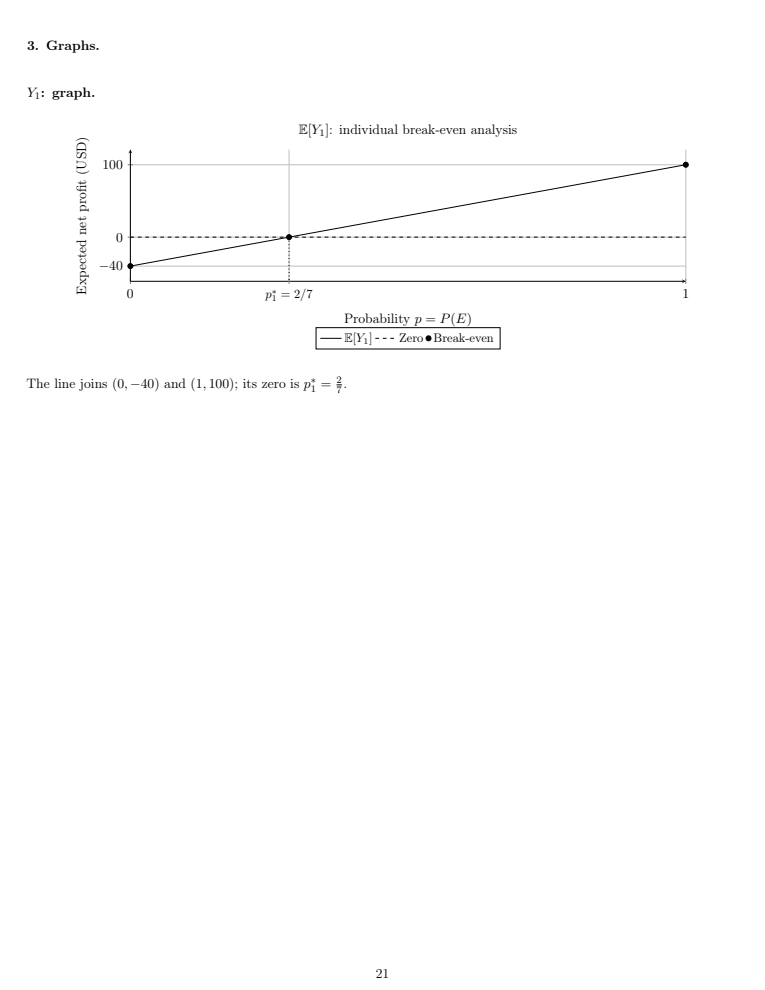 3. Graphs.
Y₁: graph.
𝔼[Y₁]: individual break-even analysis
Expected net profit (USD)
100
0
−40
0
p₁* = 2/7
1
Probability p = P(E)
𝔼[Y₁] Zero Break-even
The line joins (0, −40) and (1, 100); its zero is p₁* = 2/7.
21